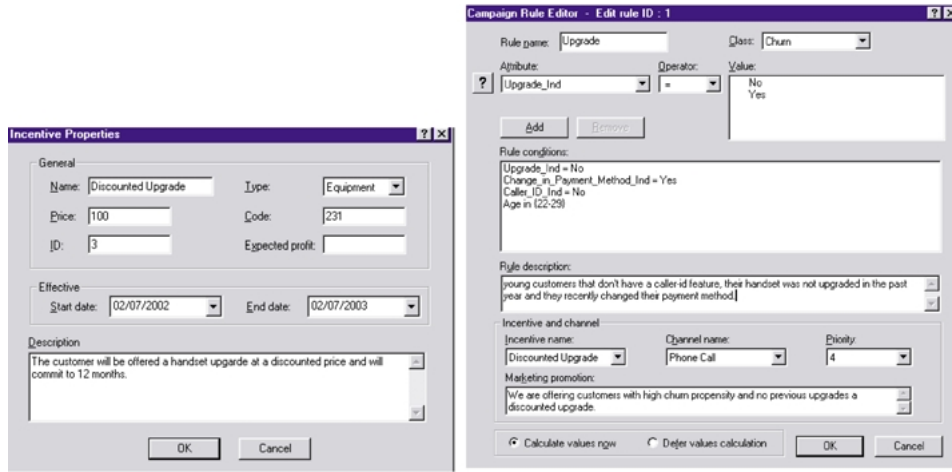 Incentive Properties
General
Name: Discounted Upgrade Type: Equipment
Price: 100 Code: 231
ID: 3 Expected profit:
Effective
Start date: 02/07/2002 End date: 02/07/2003
Description
The customer will be offered a handset upgarde at a discounted price and will
commit to 12 months.
OK Cancel
Campaign Rule Editor - Edit rule ID : 1
Rule name: Upgrade Class: Churn
Attribute: Operator: Value:
? Upgrade_Ind = No
Yes
Add Remove
Rule conditions:
Upgrade_Ind = No
Change_in_Payment_Method_Ind = Yes
Caller_ID_Ind = No
Age in {22-29}
Rule description:
young customers that don't have a caller-id feature, their handset was not upgraded in the past
year and they recently changed their payment method.
Incentive and channel
Incentive name: Channel name: Priority:
Discounted Upgrade Phone Call 4
Marketing promotion:
We are offering customers with high churn propensity and no previous upgrades a
discounted upgrade.
Calculate values now Defer values calculation OK Cancel